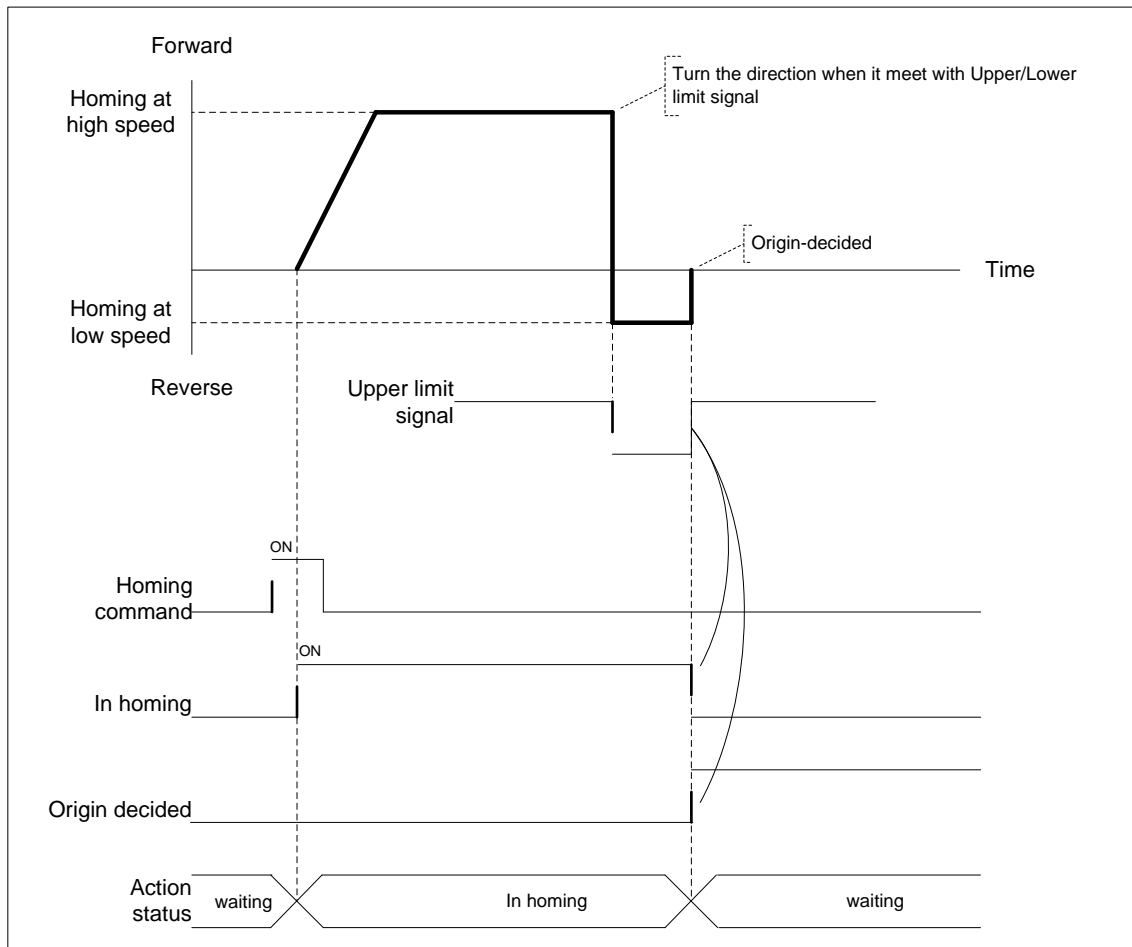 Forward
Turn the direction when it meet with Upper/Lower
limit signal
Homing at
high speed
Origin-decided
Time
Homing at
low speed
Reverse
Upper limit
signal
ON
Homing
command
ON
In homing
Origin decided
Action
status
waiting
In homing
waiting